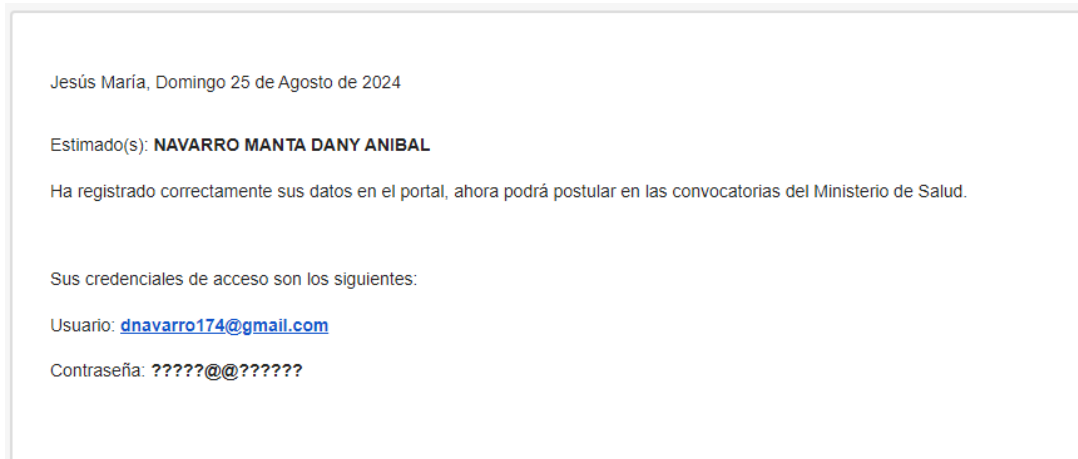 Jesús María, Domingo 25 de Agosto de 2024
Estimado(s): NAVARRO MANTA DANY ANIBAL
Ha registrado correctamente sus datos en el portal, ahora podrá postular en las convocatorias del Ministerio de Salud.
Sus credenciales de acceso son los siguientes:
Usuario: dnavarro174@gmail.com
Contraseña: ?????@@??????